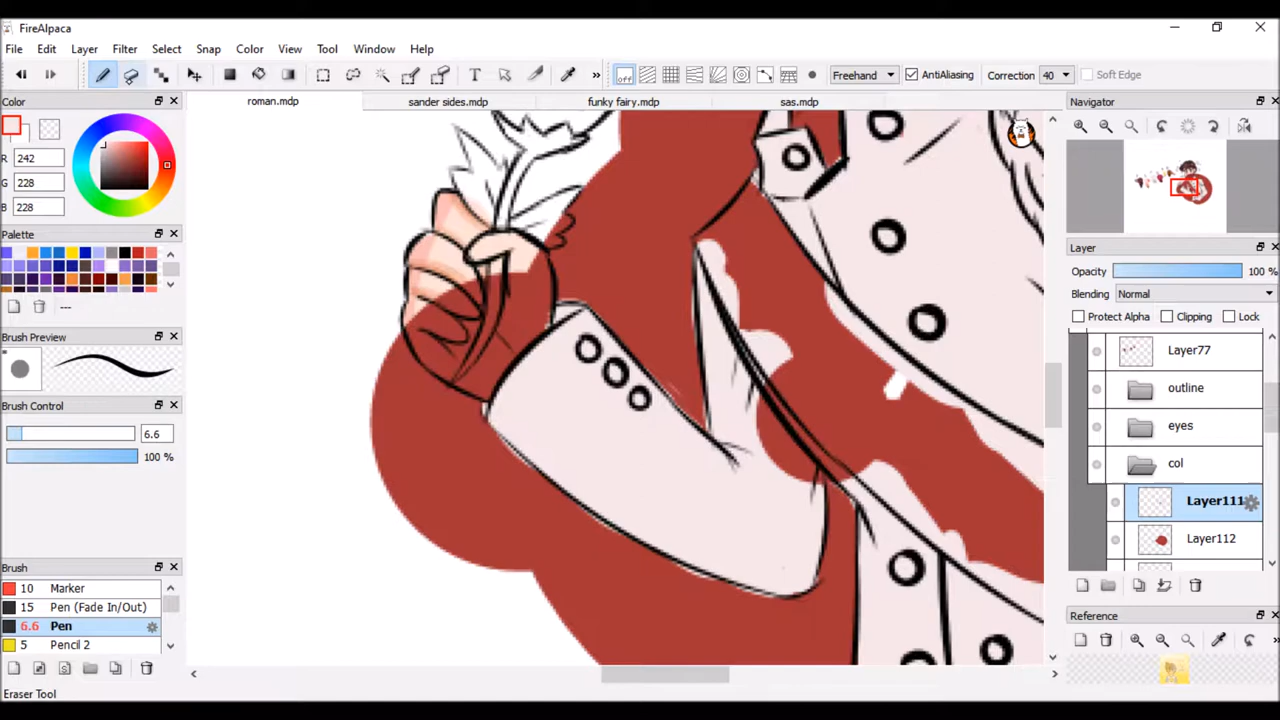 FireAlpaca
File Edit Layer Filter Select Snap Color View Tool Window Help
off Freehand AntiAliasing Correction 40 Soft Edge
Color
roman.mdp sander sides.mdp funky fairy.mdp sas.mdp
Navigator
R 242
G 228
B 228
Palette
---
Layer
Opacity 100 %
Blending Normal
Protect Alpha Clipping Lock
Brush Preview
Layer77
outline
Brush Control
eyes
6.6
100 %
col
Layer111
Layer112
Brush
10 Marker
15 Pen (Fade In/Out)
6.6 Pen
5 Pencil 2
Reference
Eraser Tool